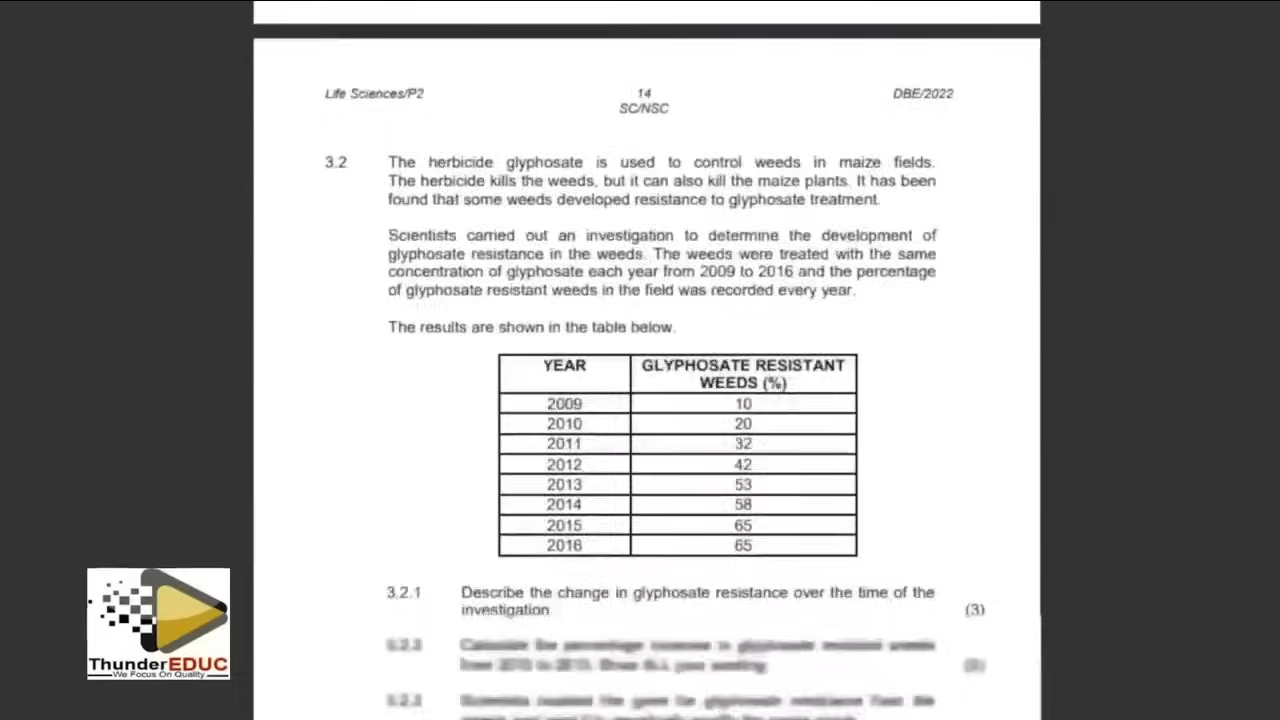 Life Sciences/P2 14 DBE/2022
SC/NSC
3.2 The herbicide glyphosate is used to control weeds in maize fields.
The herbicide kills the weeds, but it can also kill the maize plants. It has been
found that some weeds developed resistance to glyphosate treatment.
Scientists carried out an investigation to determine the development of
glyphosate resistance in the weeds. The weeds were treated with the same
concentration of glyphosate each year from 2009 to 2016 and the percentage
of glyphosate resistant weeds in the field was recorded every year.
The results are shown in the table below.
YEAR GLYPHOSATE RESISTANT
WEEDS (%)
2009 10
2010 20
2011 32
2012 42
2013 53
2014 58
2015 65
2016 65
3.2.1 Describe the change in glyphosate resistance over the time of the
investigation (3)
ThunderEDUC
We Focus On Quality